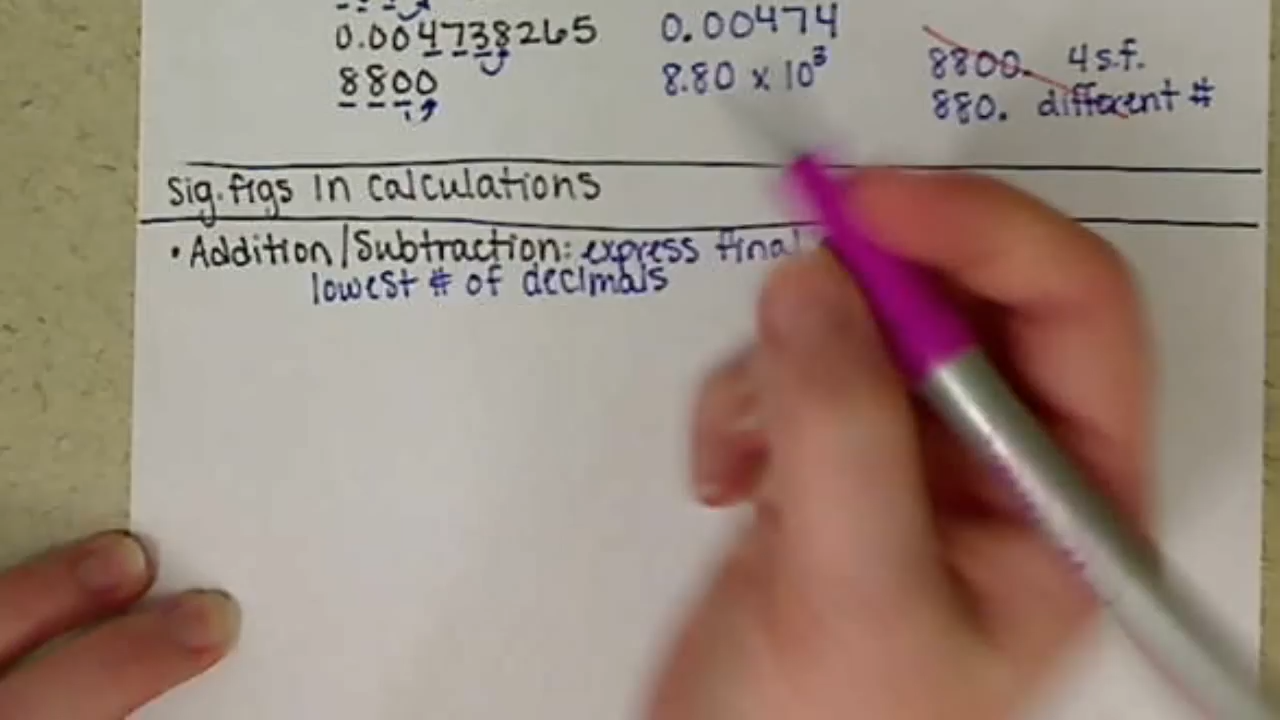 0.004738265 0.00474
8800 8.80 x 10³
8800. 4 s.f.
880. different #
Sig. figs in Calculations
• Addition/Subtraction: express final
lowest # of decimals